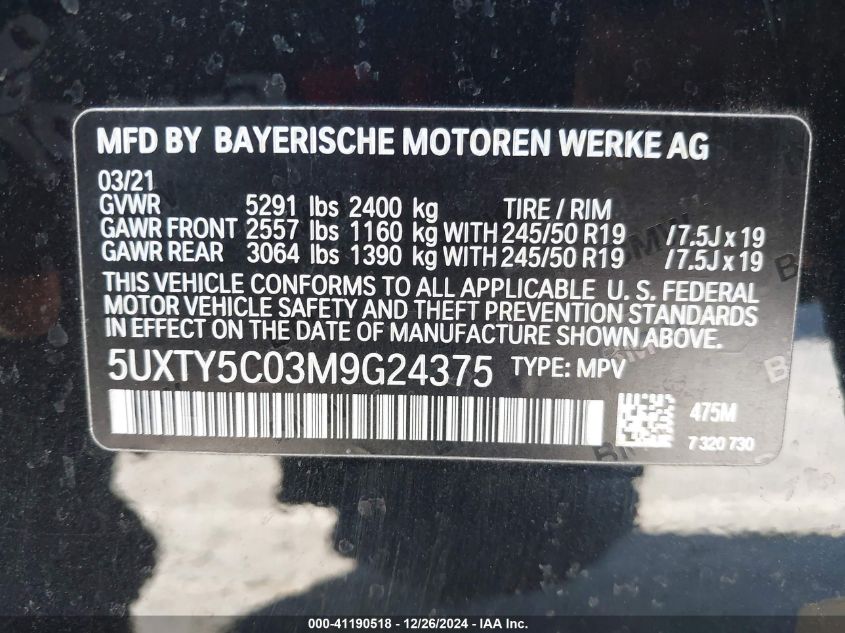 MFD BY BAYERISCHE MOTOREN WERKE AG
03/21
GVWR 5291 lbs 2400 kg TIRE / RIM
GAWR FRONT 2557 lbs 1160 kg WITH 245/50 R19 /7.5J x 19
GAWR REAR 3064 lbs 1390 kg WITH 245/50 R19 /7.5J x 19
THIS VEHICLE CONFORMS TO ALL APPLICABLE U. S. FEDERAL
MOTOR VEHICLE SAFETY AND THEFT PREVENTION STANDARDS
IN EFFECT ON THE DATE OF MANUFACTURE SHOWN ABOVE.
5UXTY5C03M9G24375 TYPE: MPV
475M
7 320 730
000-41190518 - 12/26/2024 - IAA Inc.